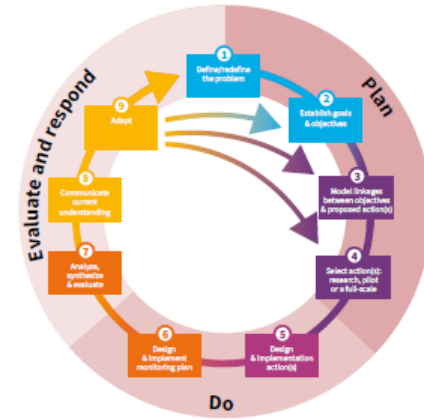 Plan
Do
Evaluate and respond
1
Define/redefine
the problem
2
Establish goals
& objectives
3
Model linkages
between objectives
& proposed action(s)
4
Select action(s):
research, pilot
or a full-scale
5
Design
& implementation
action(s)
6
Design
& implement
monitoring plan
7
Analyze,
synthesize
& evaluate
8
Communicate
current
understanding
9
Adapt